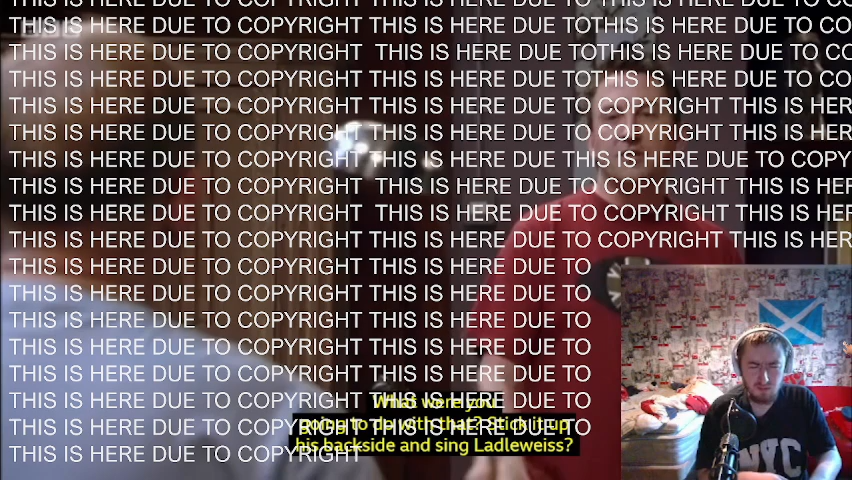 THIS IS HERE DUE TO COPYRIGHT THIS IS HERE DUE TOTHIS IS HERE DUE TO CO
THIS IS HERE DUE TO COPYRIGHT THIS IS HERE DUE TOTHIS IS HERE DUE TO CO
THIS IS HERE DUE TO COPYRIGHT THIS IS HERE DUE TOTHIS IS HERE DUE TO CO
THIS IS HERE DUE TO COPYRIGHT THIS IS HERE DUE TO COPYRIGHT THIS IS HER
THIS IS HERE DUE TO COPYRIGHT THIS IS HERE DUE TO COPYRIGHT THIS IS HER
THIS IS HERE DUE TO COPYRIGHT THIS IS HERE DUE THIS IS HERE DUE TO COPY
THIS IS HERE DUE TO COPYRIGHT THIS IS HERE DUE TO COPYRIGHT THIS IS HER
THIS IS HERE DUE TO COPYRIGHT THIS IS HERE DUE TO COPYRIGHT THIS IS HER
THIS IS HERE DUE TO COPYRIGHT THIS IS HERE DUE TO COPYRIGHT THIS IS HER
THIS IS HERE DUE TO COPYRIGHT THIS IS HERE DUE TO
THIS IS HERE DUE TO COPYRIGHT THIS IS HERE DUE TO
THIS IS HERE DUE TO COPYRIGHT THIS IS HERE DUE TO
THIS IS HERE DUE TO COPYRIGHT THIS IS HERE DUE TO
THIS IS HERE DUE TO COPYRIGHT THIS IS HERE DUE TO
THIS IS HERE DUE TO COPYRIGHT THIS IS HERE DUE TO
THIS IS HERE DUE TO COPYRIGHT THIS IS HERE DUE TO
THIS IS HERE DUE TO COPYRIGHT
What were you
going to do with that? Stick it up
his backside and sing Ladleweiss?
NYC